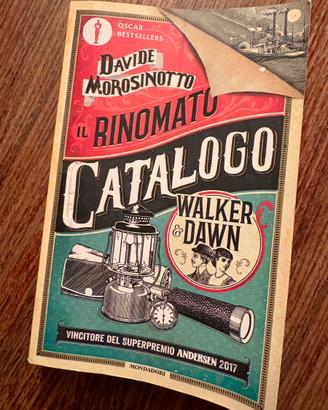 OSCAR
BESTSELLERS
DAVIDE
MOROSINOTTO
IL RINOMATO
CATALOGO
WALKER
& DAWN
VINCITORE DEL SUPERPREMIO ANDERSEN 2017
MONDADORI